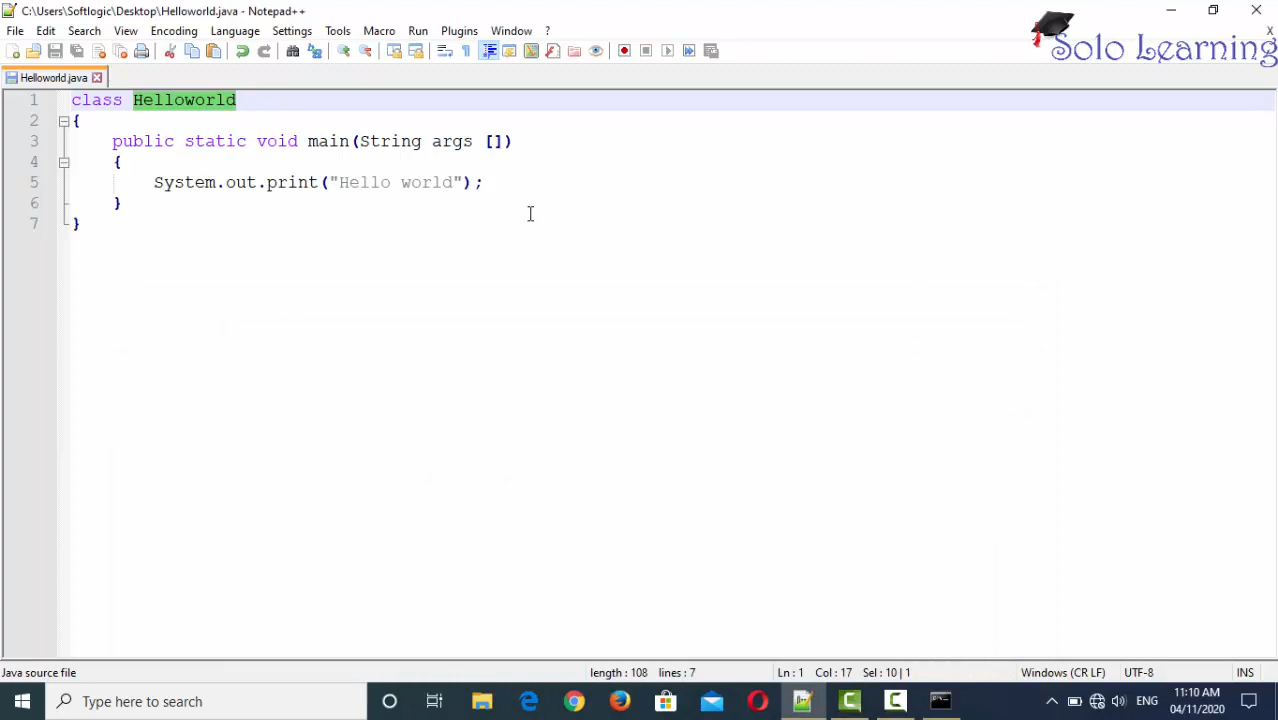 C:\Users\Softlogic\Desktop\Helloworld.java - Notepad++
File Edit Search View Encoding Language Settings Tools Macro Run Plugins Window ?
X
Solo Learning
Helloworld.java
1 class Helloworld
2 {
3 public static void main(String args [])
4 {
5 System.out.print("Hello world");
6 }
7 }
Java source file length : 108 lines : 7 Ln : 1 Col : 17 Sel : 10 | 1 Windows (CR LF) UTF-8 INS
Type here to search ENG 11:10 AM
04/11/2020